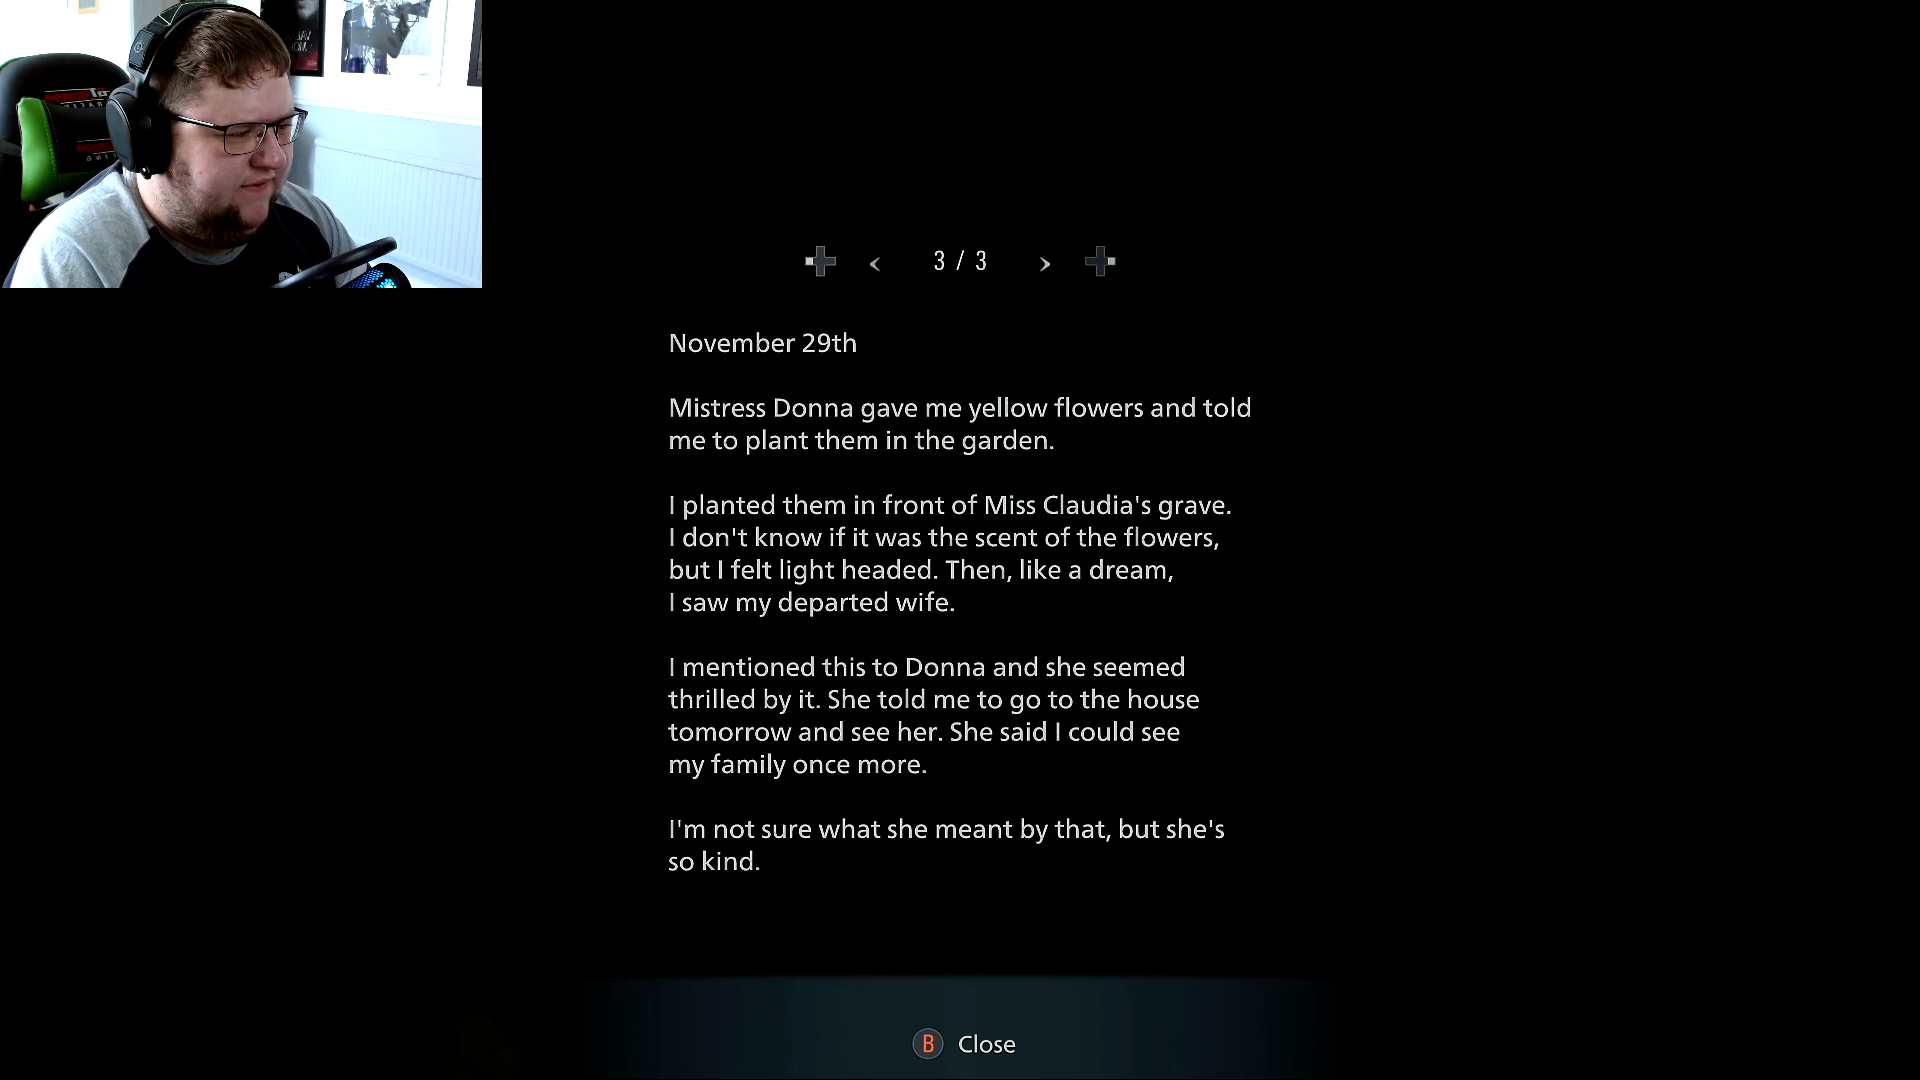 3 / 3
November 29th
Mistress Donna gave me yellow flowers and told
me to plant them in the garden.
I planted them in front of Miss Claudia's grave.
I don't know if it was the scent of the flowers,
but I felt light headed. Then, like a dream,
I saw my departed wife.
I mentioned this to Donna and she seemed
thrilled by it. She told me to go to the house
tomorrow and see her. She said I could see
my family once more.
I'm not sure what she meant by that, but she's
so kind.
B Close